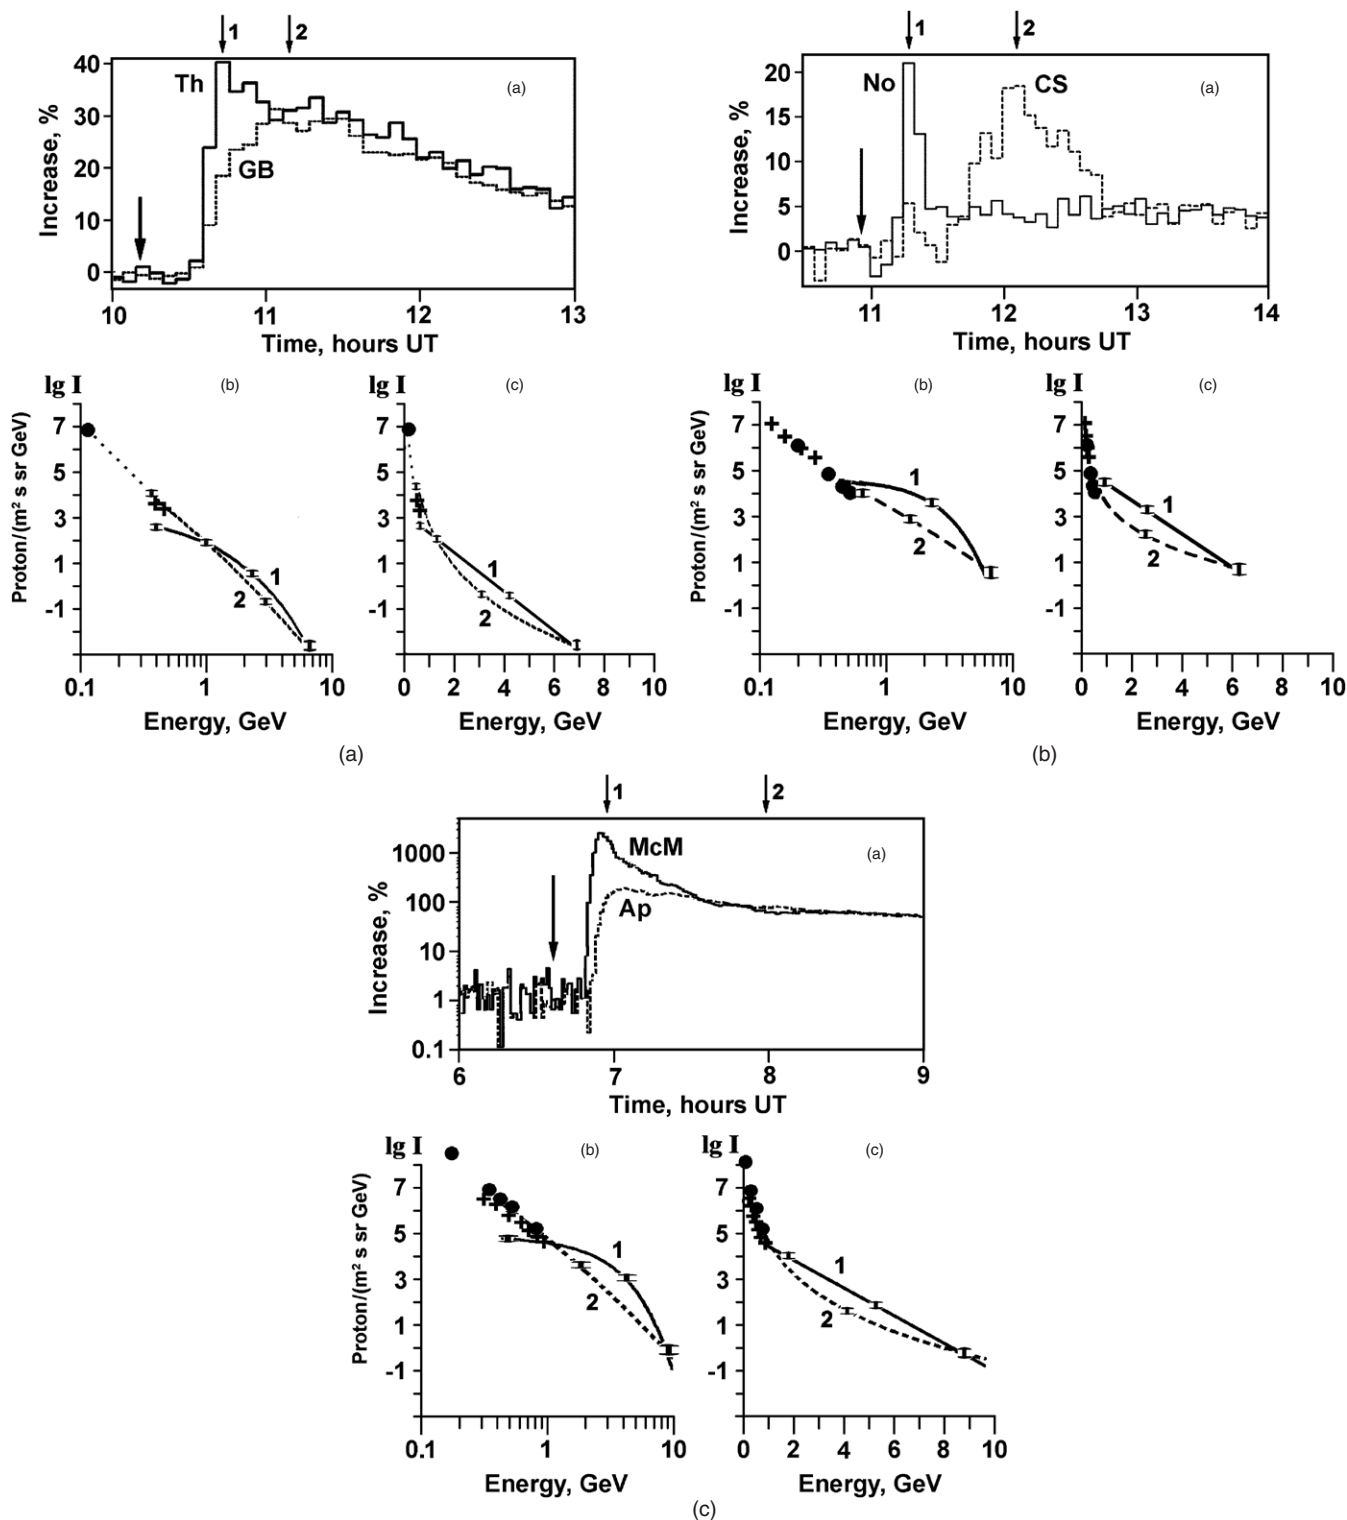 1 2
(a)
Th
GB
Increase, %
40
30
20
10
0
10 11 12 13
Time, hours UT
lg I (b)
Proton/(m² s sr GeV)
7
5
3
1
-1
1
2
0.1 1 10
Energy, GeV
lg I (c)
7
5
3
1
-1
1
2
0 2 4 6 8 10
Energy, GeV
(a)
1 2
(a)
No
CS
Increase, %
20
15
10
5
0
11 12 13 14
Time, hours UT
lg I (b)
Proton/(m² s sr GeV)
7
5
3
1
-1
1
2
0.1 1 10
Energy, GeV
lg I (c)
7
5
3
1
-1
1
2
0 2 4 6 8 10
Energy, GeV
(b)
1 2
(a)
McM
Ap
Increase, %
1000
100
10
1
0.1
6 7 8 9
Time, hours UT
lg I (b)
Proton/(m² s sr GeV)
7
5
3
1
-1
1
2
0.1 1 10
Energy, GeV
lg I (c)
7
5
3
1
-1
1
2
0 2 4 6 8 10
Energy, GeV
(c)